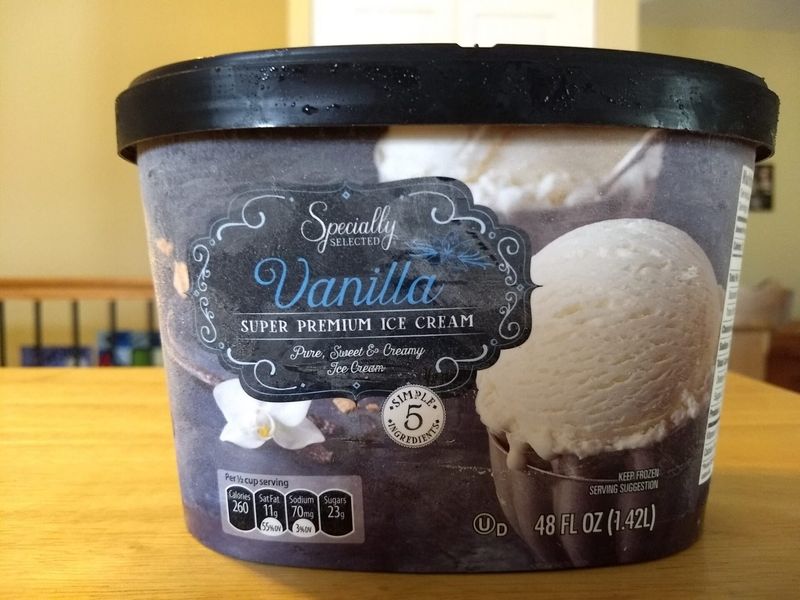 Specially
SELECTED
Vanilla
SUPER PREMIUM ICE CREAM
Pure, Sweet & Creamy
Ice Cream
SIMPLE
5
INGREDIENTS
Per ½ cup serving
Calories
260
Sat Fat
11g
55% DV
Sodium
70mg
3% DV
Sugars
23g
KEEP FROZEN
SERVING SUGGESTION
U D
48 FL OZ (1.42L)